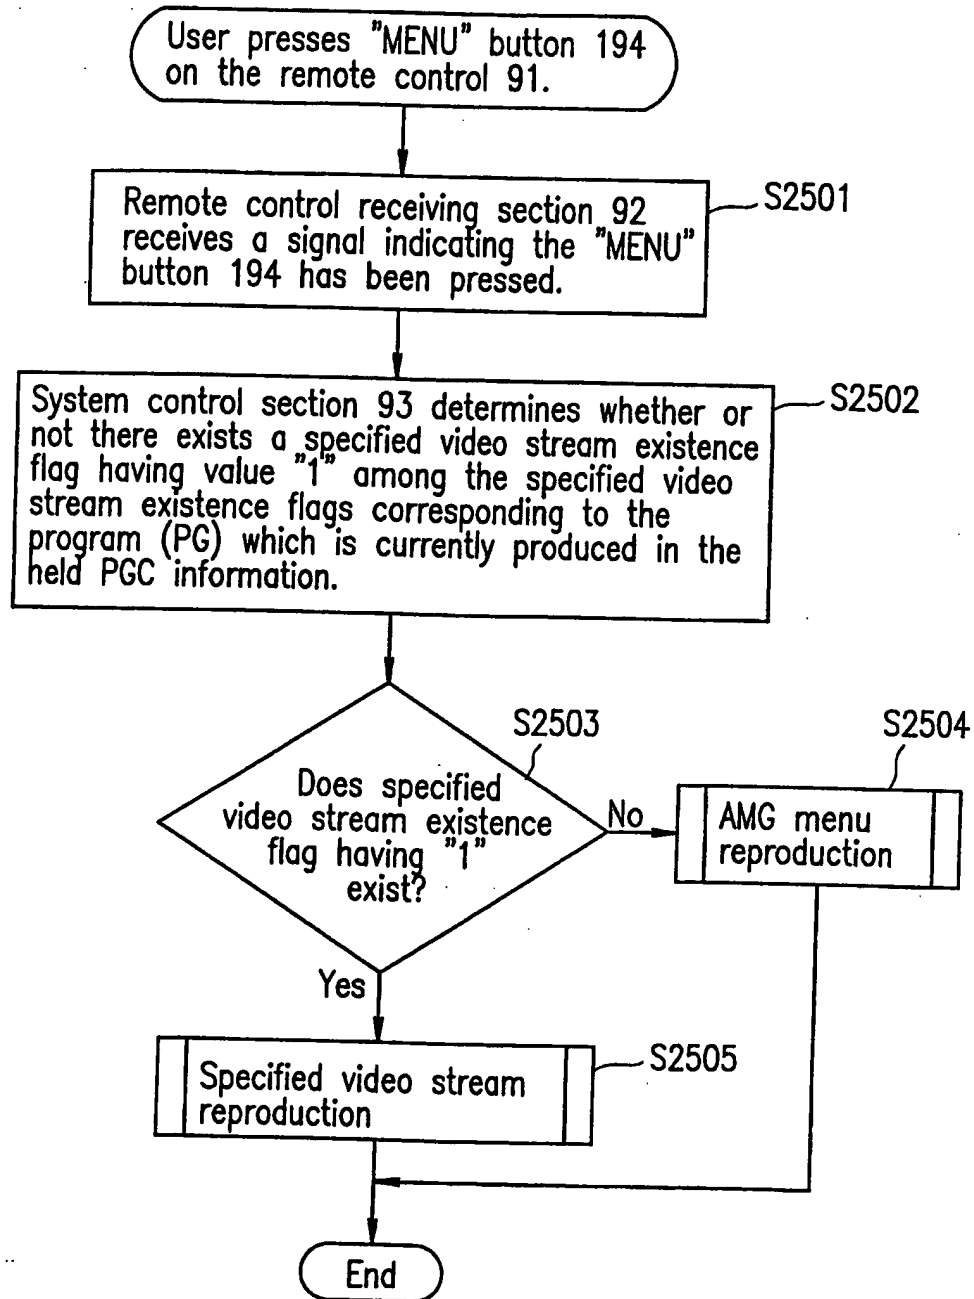 User presses "MENU" button 194
on the remote control 91.
Remote control receiving section 92
receives a signal indicating the "MENU"
button 194 has been pressed.
S2501
System control section 93 determines whether or
not there exists a specified video stream existence
flag having value "1" among the specified video
stream existence flags corresponding to the
program (PG) which is currently produced in the
held PGC information.
S2502
S2503
Does specified
video stream existence
flag having "1"
exist?
No
S2504
AMG menu
reproduction
Yes
Specified video stream
reproduction
S2505
End